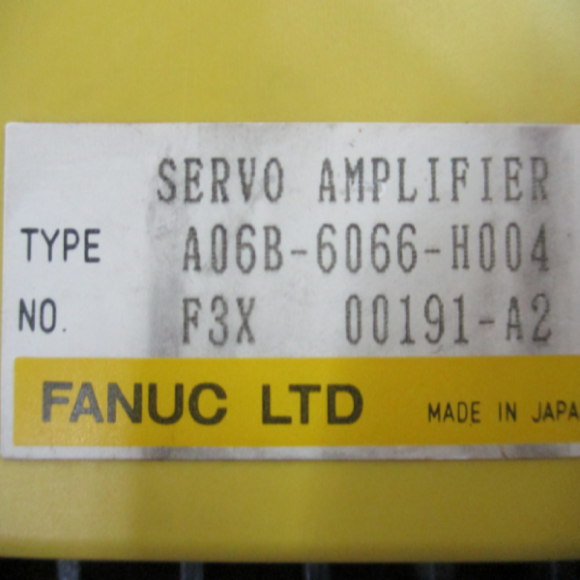 SERVO AMPLIFIER
TYPE A06B-6066-H004
NO. F3X 00191-A2
FANUC LTD MADE IN JAPA